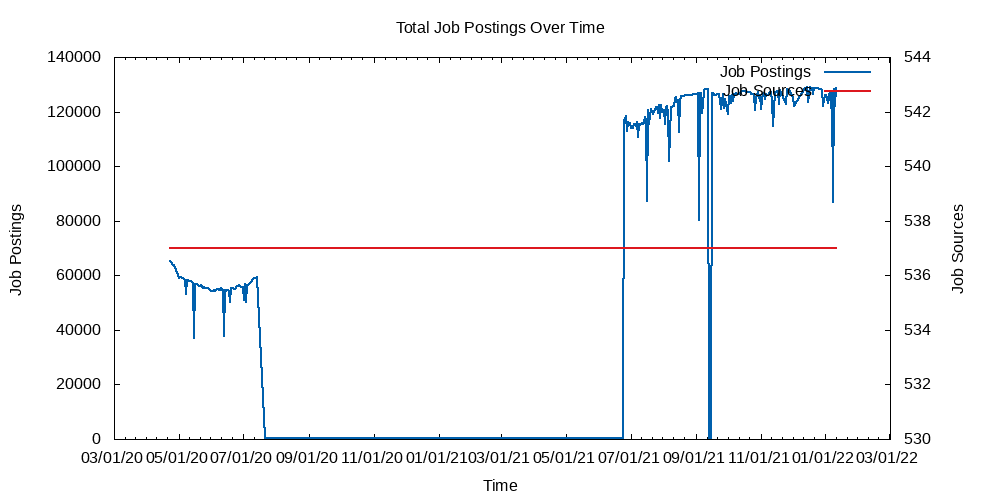 Total Job Postings Over Time
140000
120000
100000
80000
60000
40000
20000
0
544
542
540
538
536
534
532
530
Job Postings
Job Sources
Job Postings
Job Sources
03/01/20 05/01/20 07/01/20 09/01/20 11/01/20 01/01/21 03/01/21 05/01/21 07/01/21 09/01/21 11/01/21 01/01/22 03/01/22
Time